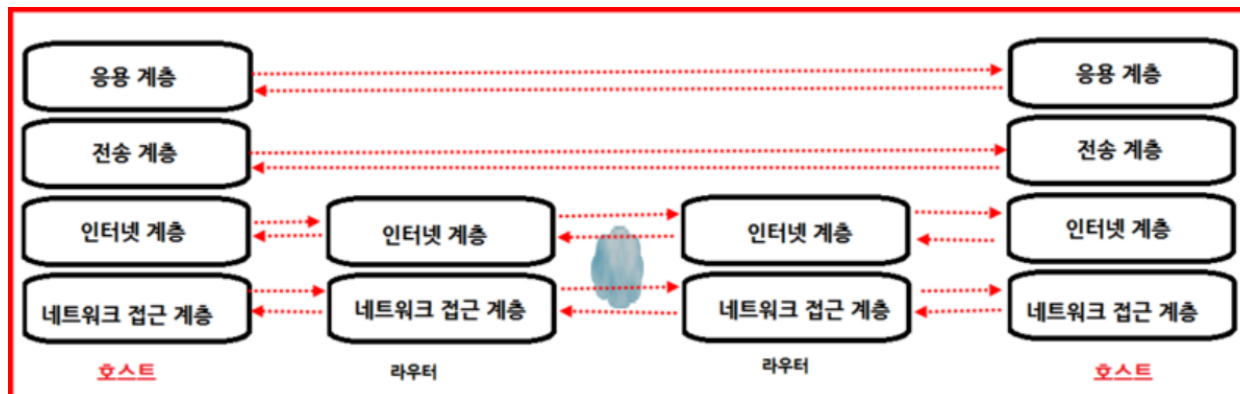 응용 계층
응용 계층
전송 계층
전송 계층
인터넷 계층
인터넷 계층
인터넷 계층
인터넷 계층
네트워크 접근 계층
네트워크 접근 계층
네트워크 접근 계층
네트워크 접근 계층
호스트
라우터
라우터
호스트